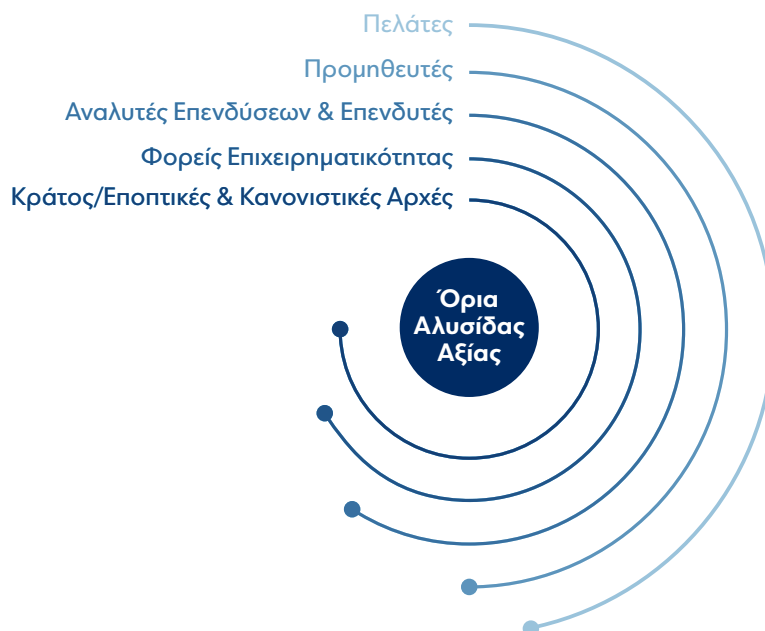 Πελάτες
Προμηθευτές
Αναλυτές Επενδύσεων & Επενδυτές
Φορείς Επιχειρηματικότητας
Κράτος/Εποπτικές & Κανονιστικές Αρχές
Όρια
Αλυσίδας
Αξίας